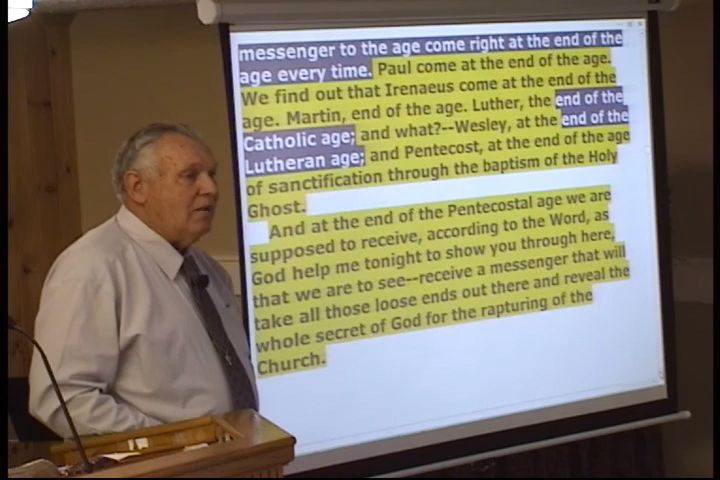 messenger to the age come right at the end of the
age every time. Paul come at the end of the age.
We find out that Irenaeus come at the end of the
age. Martin, end of the age. Luther, the end of the
Catholic age; and what?--Wesley, at the end of the
Lutheran age; and Pentecost, at the end of the age
of sanctification through the baptism of the Holy
Ghost.
And at the end of the Pentecostal age we are
supposed to receive, according to the Word, as
God help me tonight to show you through here,
that we are to see--receive a messenger that will
take all those loose ends out there and reveal the
whole secret of God for the rapturing of the
Church.